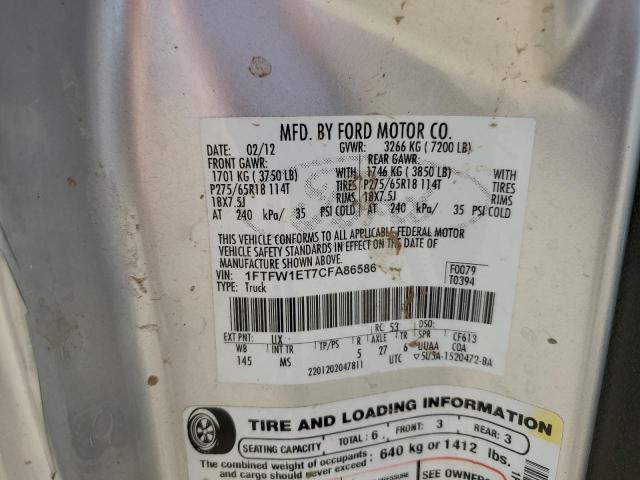 MFD. BY FORD MOTOR CO.
DATE: 02/12 GVWR: 3266 KG ( 7200 LB)
FRONT GAWR: REAR GAWR:
1701 KG ( 3750 LB) WITH 1746 KG ( 3850 LB) WITH
P275/65R18 114T TIRES P275/65R18 114T TIRES
18X7.5J RIMS 18X7.5J RIMS
AT 240 kPa/ 35 PSI COLD AT 240 kPa/ 35 PSI COLD
THIS VEHICLE CONFORMS TO ALL APPLICABLE FEDERAL MOTOR
VEHICLE SAFETY STANDARDS IN EFFECT ON THE DATE OF
MANUFACTURE SHOWN ABOVE.
VIN: 1FTFW1ET7CFA86586 F0079
TYPE: Truck T0394
EXT PNT: UX RC: 53 DSO:
WB INT TR TP/PS R AXLE TR SPR CF613
145 MS 5 27 6 UUAA COA
2201202047811 UTC ▽5U5A-1520472-BA
TIRE AND LOADING INFORMATION
SEATING CAPACITY TOTAL: 6 FRONT: 3 REAR: 3
The combined weight of occupants
and cargo should never exceed: 640 kg or 1412 lbs.
PRESSURE SEE OWNERS